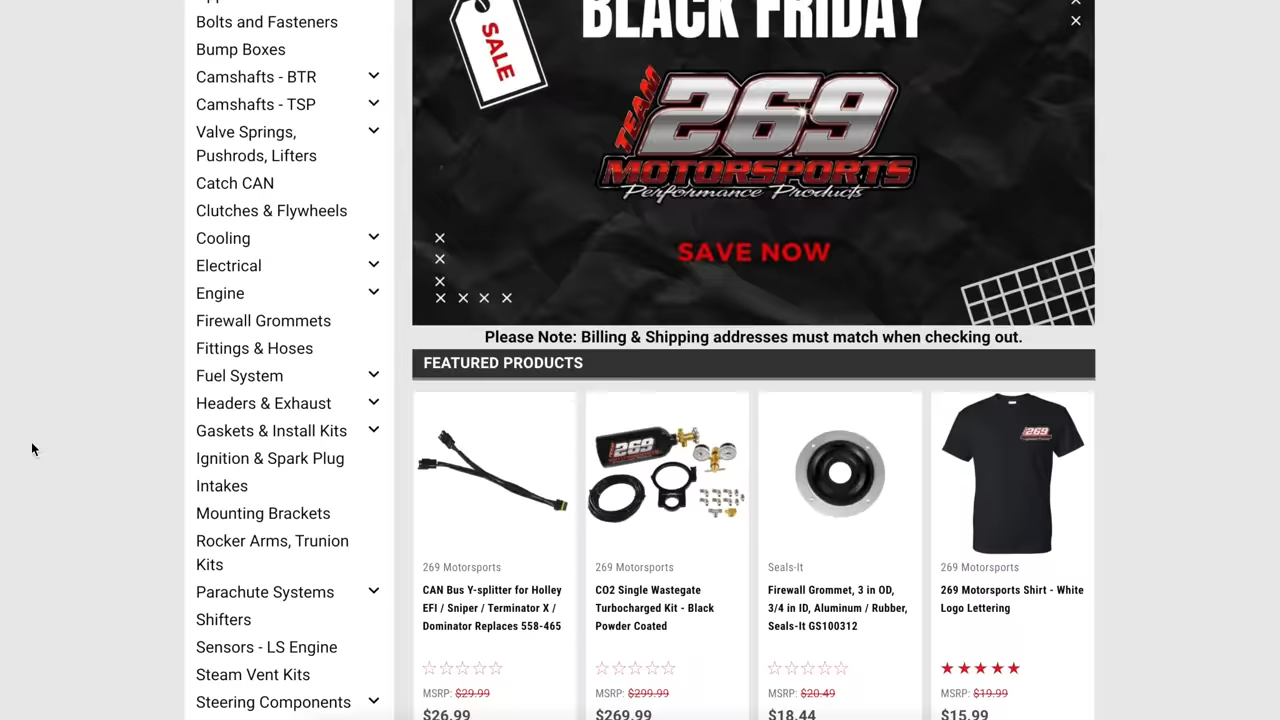 Bolts and Fasteners
Bump Boxes
Camshafts - BTR
Camshafts - TSP
Valve Springs,
Pushrods, Lifters
Catch CAN
Clutches & Flywheels
Cooling
Electrical
Engine
Firewall Grommets
Fittings & Hoses
Fuel System
Headers & Exhaust
Gaskets & Install Kits
Ignition & Spark Plug
Intakes
Mounting Brackets
Rocker Arms, Trunion
Kits
Parachute Systems
Shifters
Sensors - LS Engine
Steam Vent Kits
Steering Components
BLACK FRIDAY
SALE
TEAM
269
MOTORSPORTS
Performance Products
SAVE NOW
Please Note: Billing & Shipping addresses must match when checking out.
FEATURED PRODUCTS
269
269
269 Motorsports
CAN Bus Y-splitter for Holley
EFI / Sniper / Terminator X /
Dominator Replaces 558-465
MSRP: $29.99
$26.99
269 Motorsports
CO2 Single Wastegate
Turbocharged Kit - Black
Powder Coated
MSRP: $299.99
$269.99
Seals-It
Firewall Grommet, 3 in OD,
3/4 in ID, Aluminum / Rubber,
Seals-It GS100312
MSRP: $20.49
$18.44
269 Motorsports
269 Motorsports Shirt - White
Logo Lettering
MSRP: $19.99
$15.99